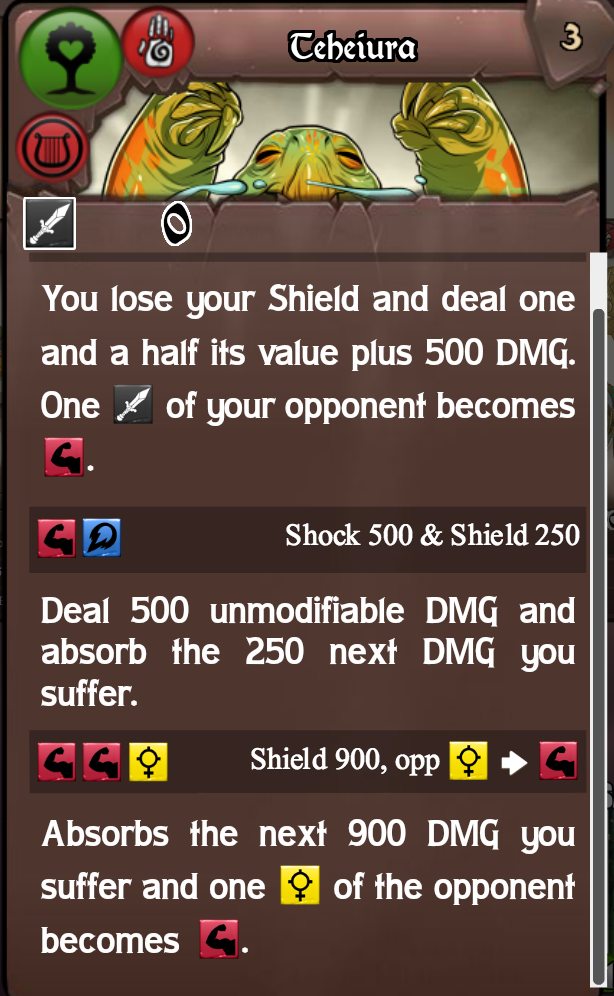 Teheiura
3
0
You lose your Shield and deal one
and a half its value plus 500 DMG.
One of your opponent becomes
.
Shock 500 & Shield 250
Deal 500 unmodifiable DMG and
absorb the 250 next DMG you
suffer.
Shield 900, opp
Absorbs the next 900 DMG you
suffer and one of the opponent
becomes .